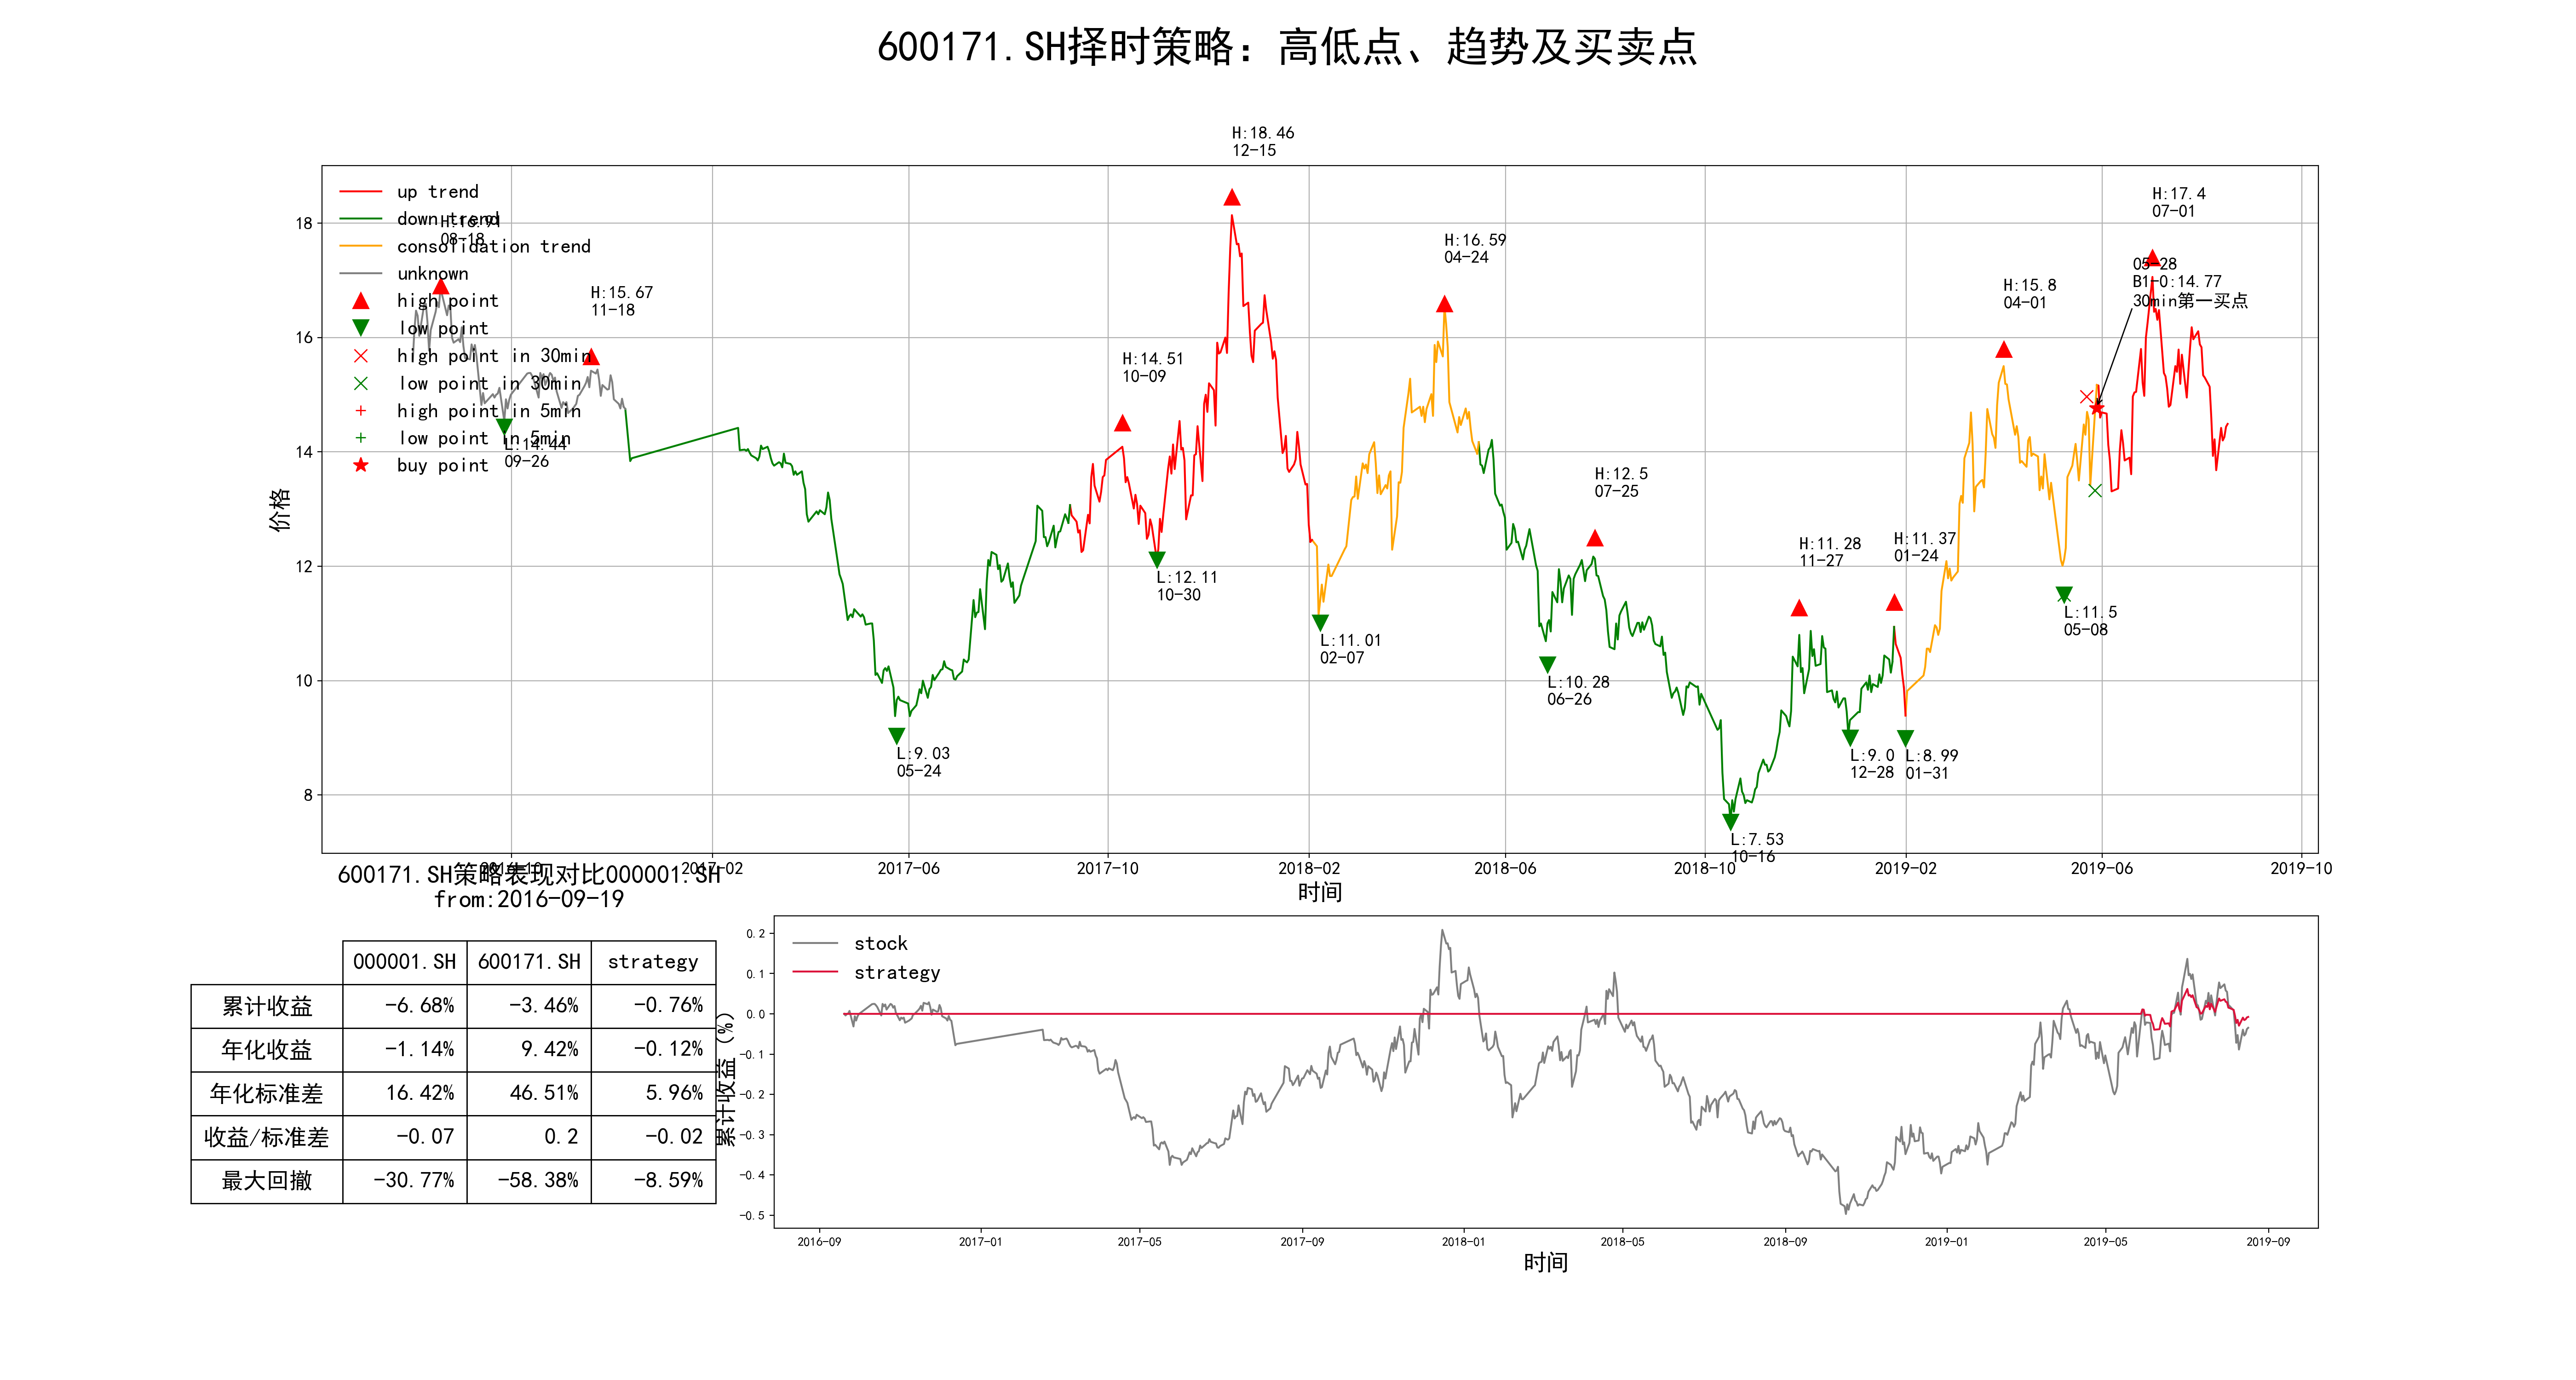 600171.SH择时策略：高低点、趋势及买卖点
H:18.46
12-15
up trend
down trend
consolidation trend
unknown
high point
low point
high point in 30min
low point in 30min
high point in 5min
low point in 5min
buy point
H:16.91
08-18
H:15.67
11-18
L:14.44
09-26
H:14.51
10-09
H:16.59
04-24
H:12.5
07-25
H:11.28
11-27
H:11.37
01-24
H:15.8
04-01
H:17.4
07-01
05-28
B1-0:14.77
30min第一买点
L:9.03
05-24
L:12.11
10-30
L:11.01
02-07
L:10.28
06-26
L:7.53
10-16
L:9.0
12-28
L:8.99
01-31
L:11.5
05-08
18
16
14
12
10
8
价格
2016-10 2017-02 2017-06 2017-10 2018-02 2018-06 2018-10 2019-02 2019-06 2019-10
时间
600171.SH策略表现对比000001.SH
from:2016-09-19
000001.SH 600171.SH strategy
累计收益 -6.68% -3.46% -0.76%
年化收益 -1.14% 9.42% -0.12%
年化标准差 16.42% 46.51% 5.96%
收益/标准差 -0.07 0.2 -0.02
最大回撤 -30.77% -58.38% -8.59%
stock
strategy
0.2
0.1
0.0
-0.1
-0.2
-0.3
-0.4
-0.5
累计收益（%）
2016-09 2017-01 2017-05 2017-09 2018-01 2018-05 2018-09 2019-01 2019-05 2019-09
时间